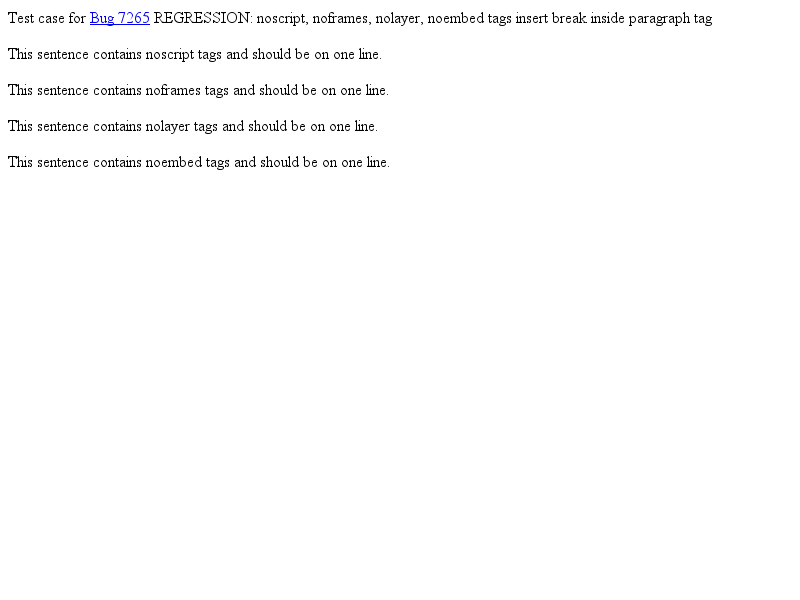 Test case for Bug 7265 REGRESSION: noscript, noframes, nolayer, noembed tags insert break inside paragraph tag
This sentence contains noscript tags and should be on one line.
This sentence contains noframes tags and should be on one line.
This sentence contains nolayer tags and should be on one line.
This sentence contains noembed tags and should be on one line.